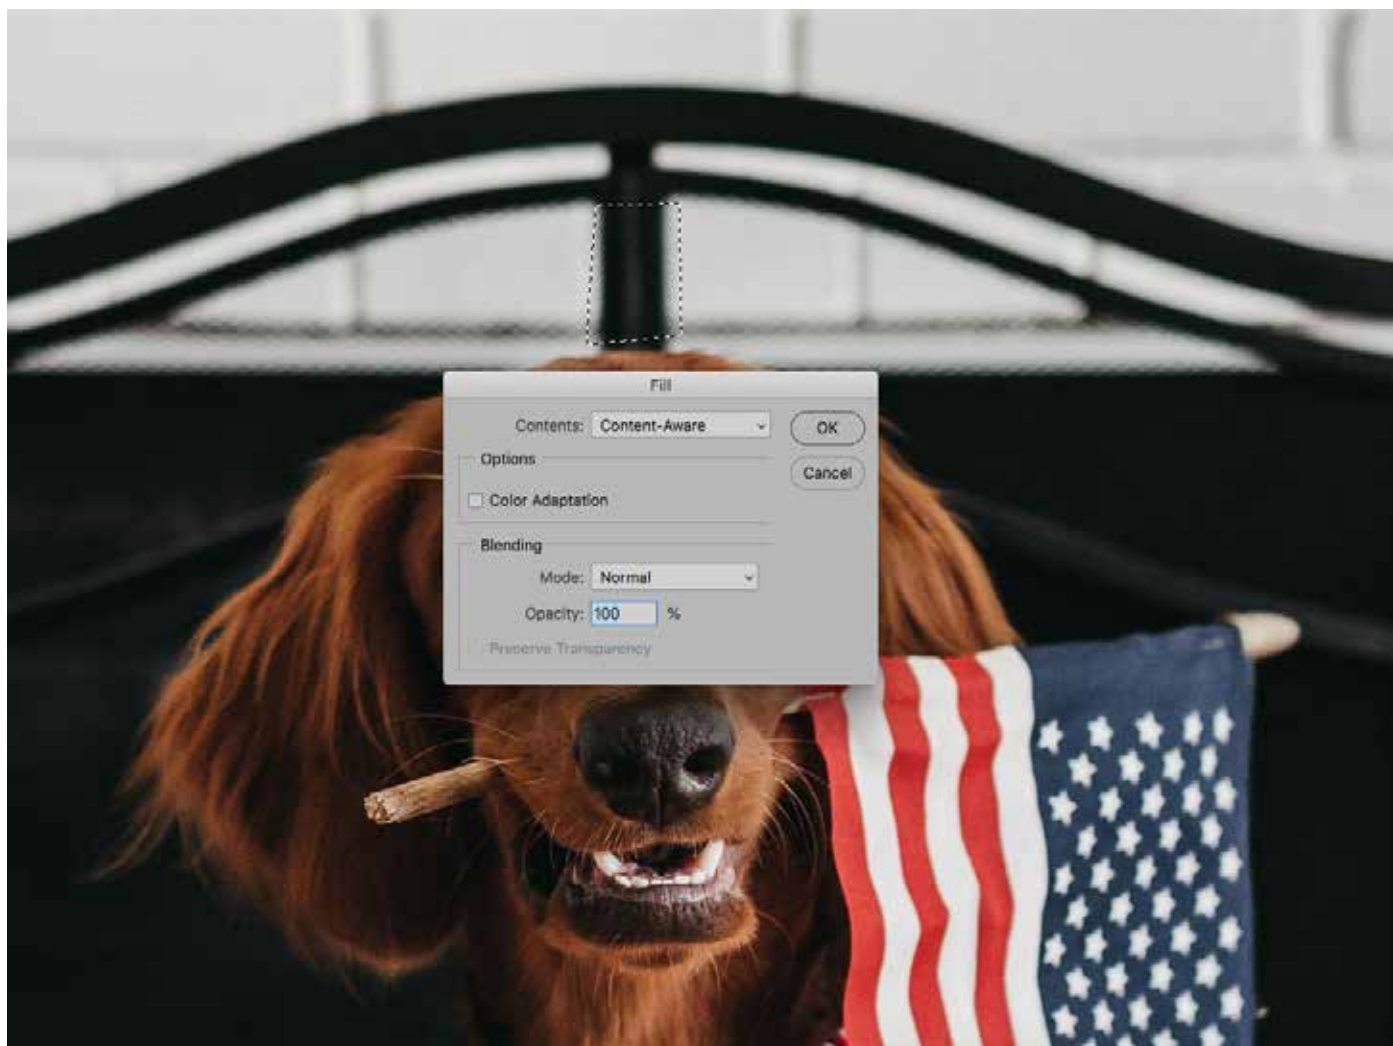 Fill
Contents: Content-Aware
OK
Options
Cancel
Color Adaptation
Blending
Mode: Normal
Opacity: 100 %
Preserve Transparency